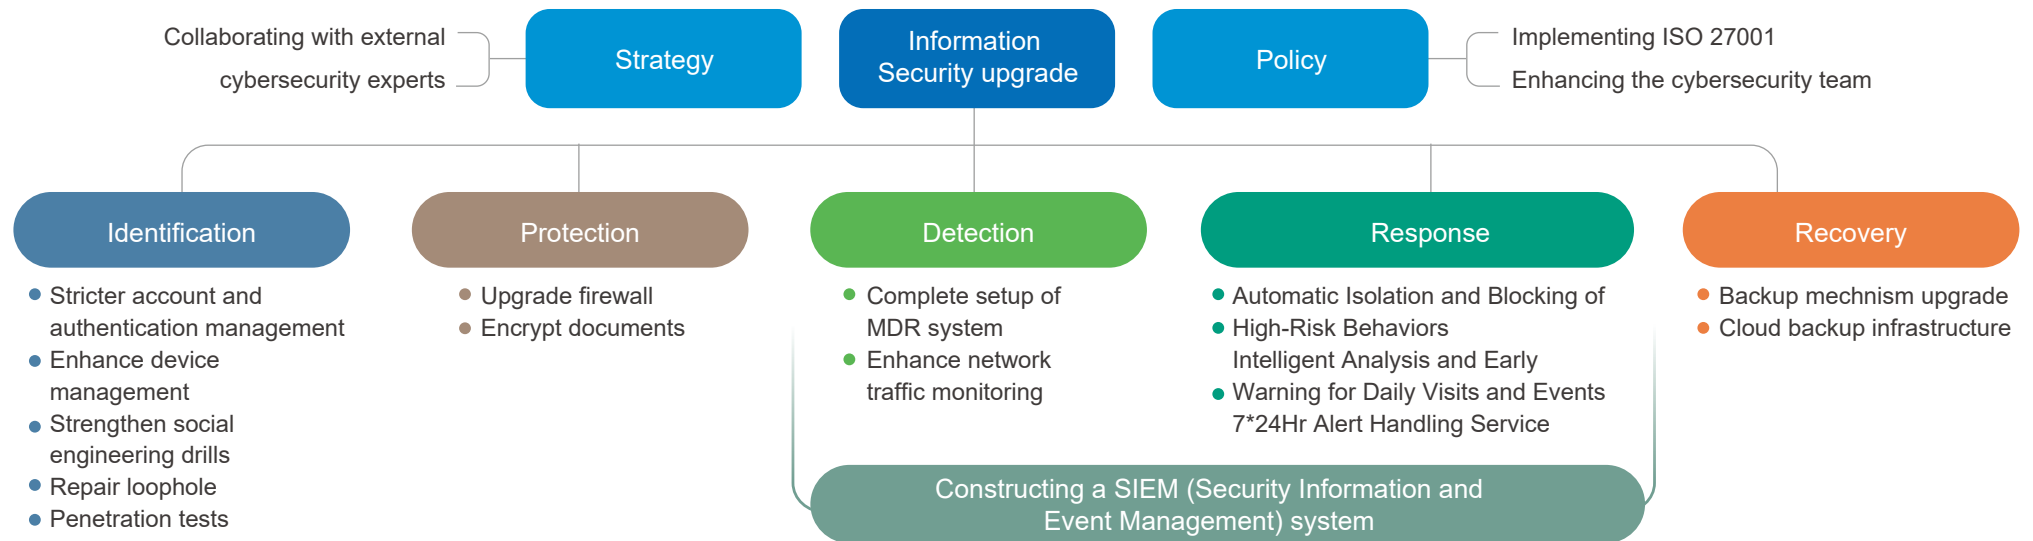 Collaborating with external
cybersecurity experts
Strategy
Information
Security upgrade
Policy
Implementing ISO 27001
Enhancing the cybersecurity team
Identification
Stricter account and
authentication management
Enhance device
management
Strengthen social
engineering drills
Repair loophole
Penetration tests
Protection
Upgrade firewall
Encrypt documents
Detection
Complete setup of
MDR system
Enhance network
traffic monitoring
Response
Automatic Isolation and Blocking of
High-Risk Behaviors
Intelligent Analysis and Early
Warning for Daily Visits and Events
7*24Hr Alert Handling Service
Recovery
Backup mechnism upgrade
Cloud backup infrastructure
Constructing a SIEM (Security Information and
Event Management) system